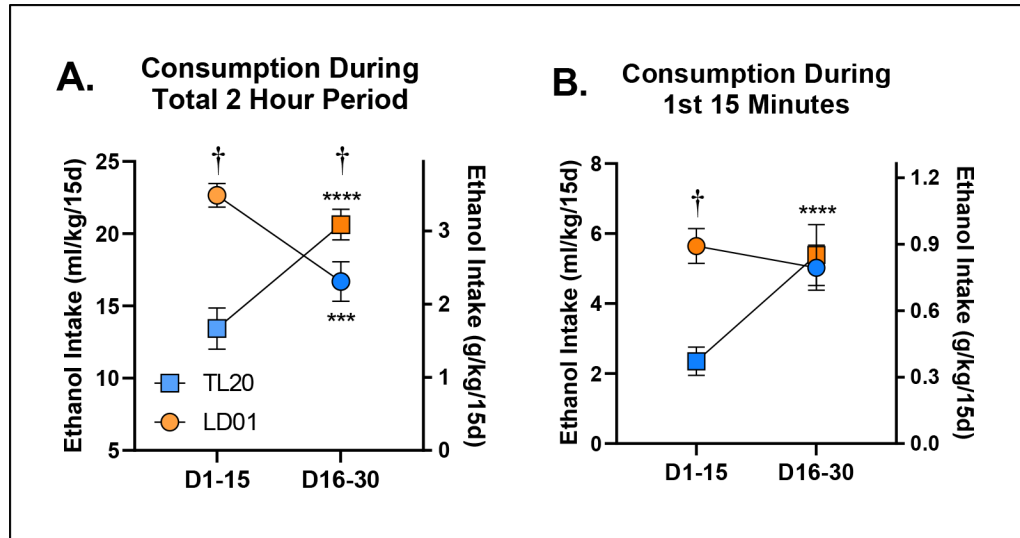 A.
Consumption During
Total 2 Hour Period
Ethanol Intake (ml/kg/15d)
25
20
15
10
5
†
†
****
***
TL20
LD01
3
2
1
0
Ethanol Intake (g/kg/15d)
D1-15
D16-30
B.
Consumption During
1st 15 Minutes
Ethanol Intake (ml/kg/15d)
8
6
4
2
0
†
****
1.2
0.9
0.6
0.3
0.0
Ethanol Intake (g/kg/15d)
D1-15
D16-30